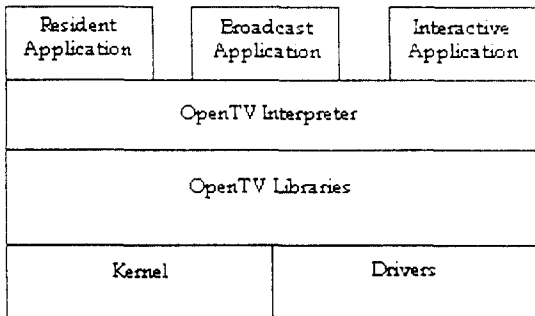 Resident
Application
Broadcast
Application
Interactive
Application
OpenTV Interpreter
OpenTV Libraries
Kernel
Drivers